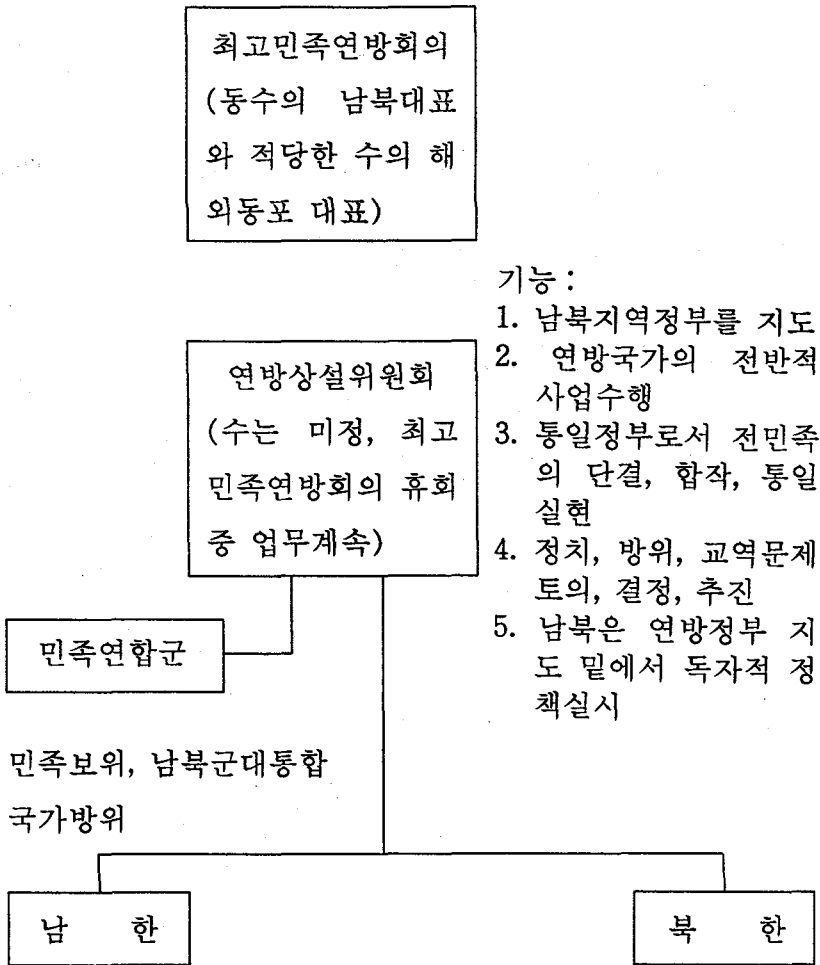 최고민족연방회의
(동수의 남북대표
와 적당한 수의 해
외동포 대표)
기능 :
1. 남북지역정부를 지도
2. 연방국가의 전반적
사업수행
3. 통일정부로서 전민족
의 단결, 합작, 통일
실현
4. 정치, 방위, 교역문제
토의, 결정, 추진
5. 남북은 연방정부 지
도 밑에서 독자적 정
책실시
연방상설위원회
(수는 미정, 최고
민족연방회의 휴회
중 업무계속)
민족연합군
민족보위, 남북군대통합
국가방위
남 한
북 한